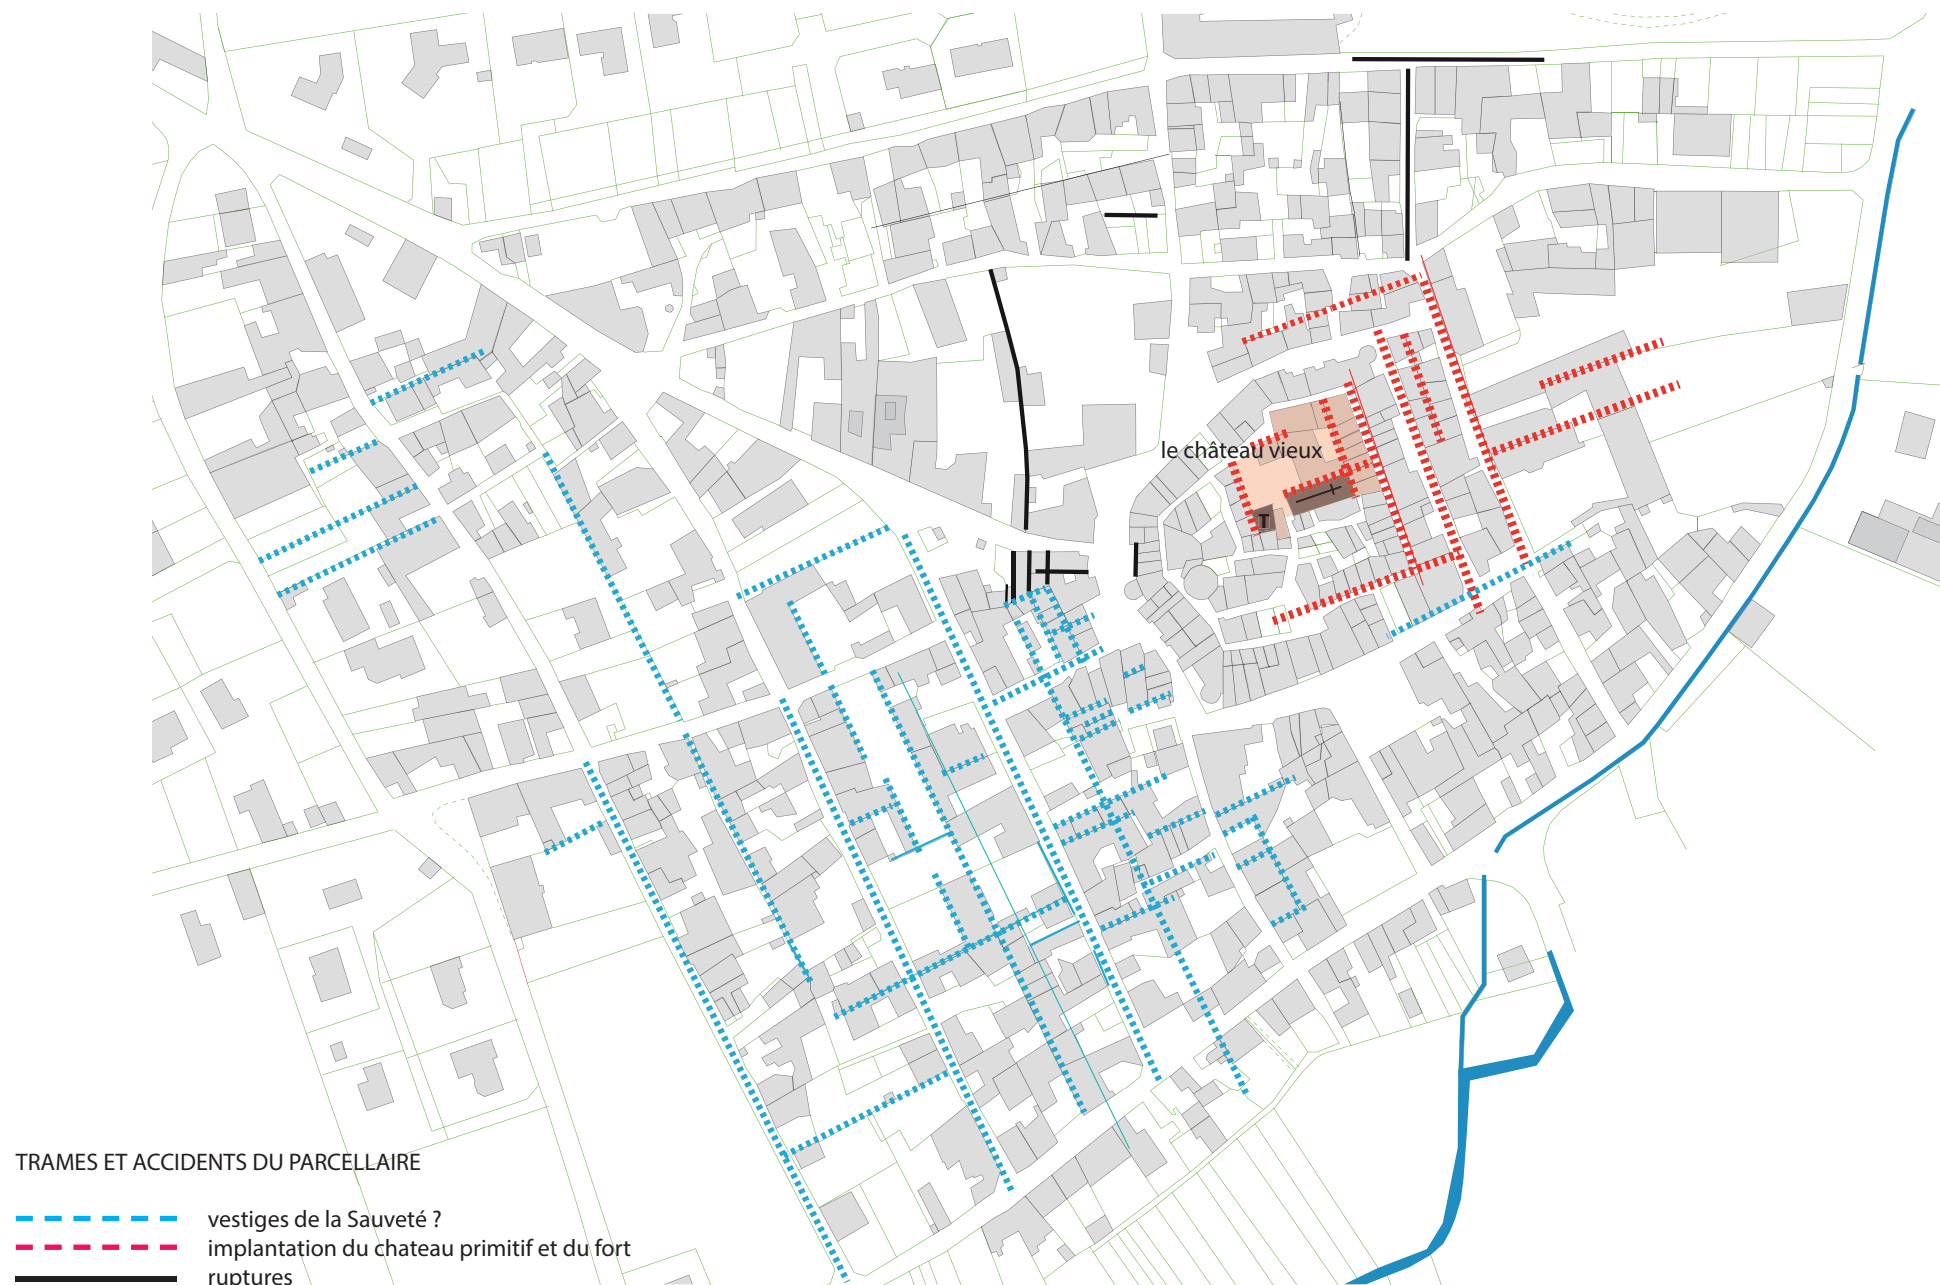 le château vieux
T
TRAMES ET ACCIDENTS DU PARCELLAIRE
vestiges de la Sauveté ?
implantation du chateau primitif et du fort
ruptures